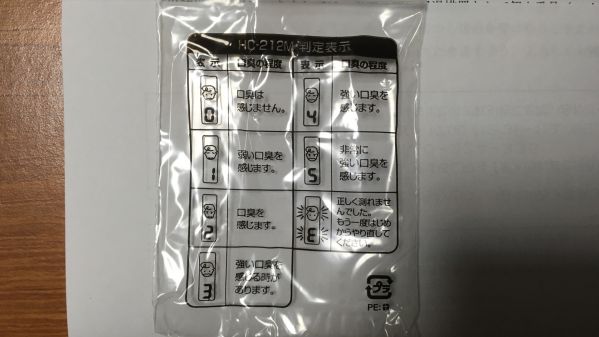 HC-212M 判定表示
表示 口臭の程度 表示 口臭の程度
0 口臭は
感じません。
1 弱い口臭を
感じます。
2 口臭を
感じます。
3 強い口臭を
感じる時が
あります。
4 強い口臭を
感じます。
5 非常に
強い口臭を
感じます。
E 正しく測れませ
んでした。
もう一度はじめ
からやり直して
ください。
プラ
PE:袋